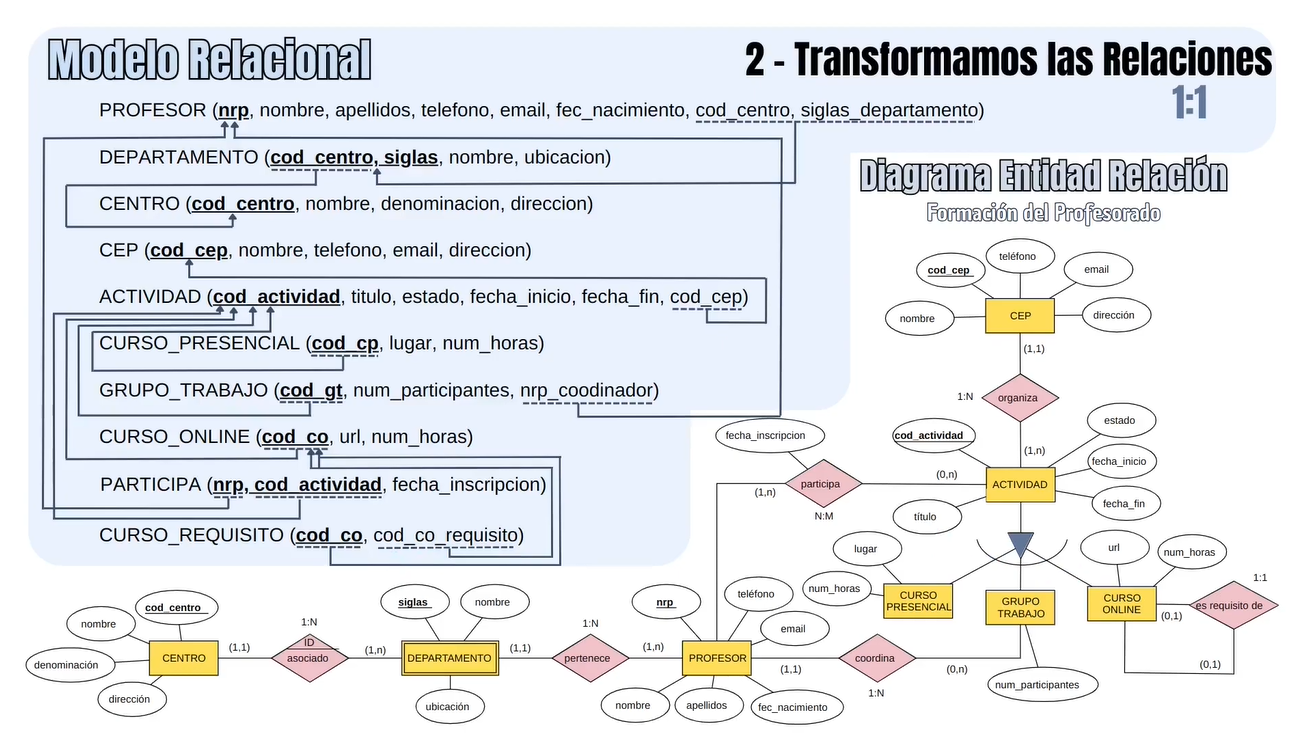 Modelo Relacional
2 - Transformamos las Relaciones
1:1
PROFESOR (nrp, nombre, apellidos, telefono, email, fec_nacimiento, cod_centro, siglas_departamento)
DEPARTAMENTO (cod_centro, siglas, nombre, ubicacion)
CENTRO (cod_centro, nombre, denominacion, direccion)
CEP (cod_cep, nombre, telefono, email, direccion)
ACTIVIDAD (cod_actividad, titulo, estado, fecha_inicio, fecha_fin, cod_cep)
CURSO_PRESENCIAL (cod_cp, lugar, num_horas)
GRUPO_TRABAJO (cod_gt, num_participantes, nrp_coodinador)
CURSO_ONLINE (cod_co, url, num_horas)
PARTICIPA (nrp, cod_actividad, fecha_inscripcion)
CURSO_REQUISITO (cod_co, cod_co_requisito)
Diagrama Entidad Relación
Formación del Profesorado
teléfono
cod_cep
email
nombre
CEP
dirección
(1,1)
1:N
organiza
(1,n)
fecha_inscripcion
cod_actividad
estado
fecha_inicio
fecha_fin
(0,n)
participa
(1,n)
N:M
ACTIVIDAD
título
lugar
num_horas
CURSO
PRESENCIAL
GRUPO
TRABAJO
url
num_horas
CURSO
ONLINE
1:1
es requisito de
(0,1)
(0,1)
num_participantes
cod_centro
nombre
denominación
dirección
CENTRO
(1,1)
1:N
ID
asociado
(1,n)
siglas
nombre
DEPARTAMENTO
ubicación
(1,1)
1:N
pertenece
(1,n)
nrp
teléfono
email
PROFESOR
nombre
apellidos
fec_nacimiento
(1,1)
coordina
1:N
(0,n)